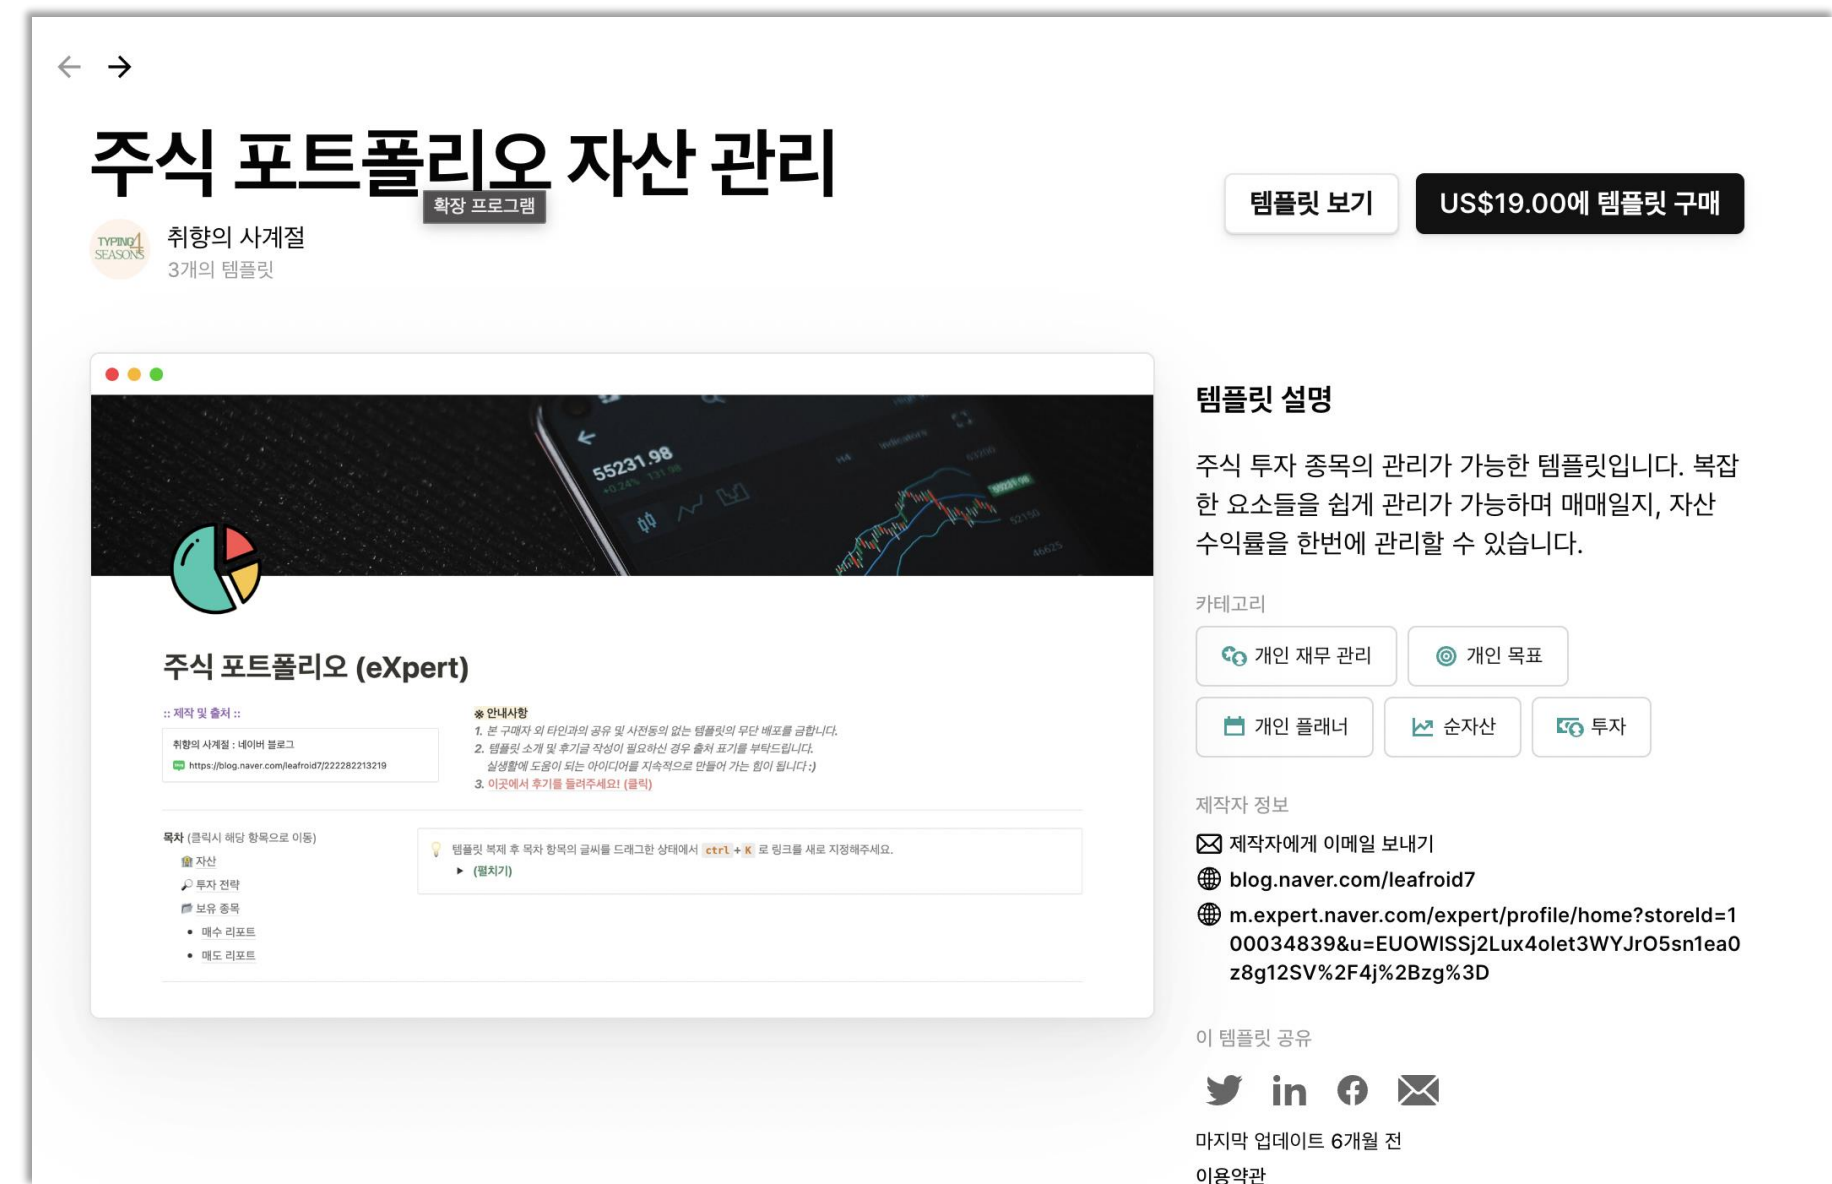 주식 포트폴리오 자산 관리
확장 프로그램
템플릿 보기
US$19.00에 템플릿 구매
TYPING4
SEASONS
취향의 사계절
3개의 템플릿
55231.98
+0.24% 131.98
Indicators
H4
63100
55231.98
52150
46625
주식 포트폴리오 (eXpert)
:: 제작 및 출처 ::
취향의 사계절 : 네이버 블로그
https://blog.naver.com/leafroid7/222282213219
※ 안내사항
1. 본 구매자 외 타인과의 공유 및 사전동의 없는 템플릿의 무단 배포를 금합니다.
2. 템플릿 소개 및 후기글 작성이 필요하신 경우 출처 표기를 부탁드립니다.
실생활에 도움이 되는 아이디어를 지속적으로 만들어 가는 힘이 됩니다 :)
3. 이곳에서 후기를 들려주세요! (클릭)
목차 (클릭시 해당 항목으로 이동)
자산
투자 전략
보유 종목
• 매수 리포트
• 매도 리포트
템플릿 복제 후 목차 항목의 글씨를 드래그한 상태에서 ctrl + K 로 링크를 새로 지정해주세요.
(펼치기)
템플릿 설명
주식 투자 종목의 관리가 가능한 템플릿입니다. 복잡
한 요소들을 쉽게 관리가 가능하며 매매일지, 자산
수익률을 한번에 관리할 수 있습니다.
카테고리
개인 재무 관리
개인 목표
개인 플래너
순자산
투자
제작자 정보
제작자에게 이메일 보내기
blog.naver.com/leafroid7
m.expert.naver.com/expert/profile/home?storeId=1
00034839&u=EUOWISSj2Lux4olet3WYJrO5sn1ea0
z8g12SV%2F4j%2Bzg%3D
이 템플릿 공유
마지막 업데이트 6개월 전
이용약관